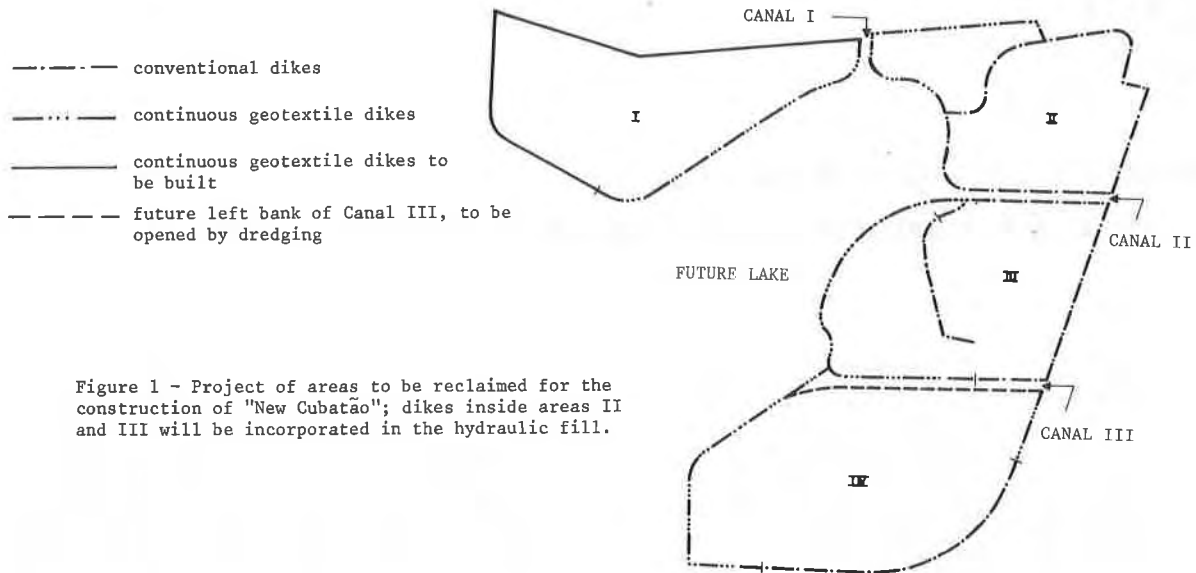 CANAL I
conventional dikes
continuous geotextile dikes
continuous geotextile dikes to
be built
future left bank of Canal III, to be
opened by dredging
I
II
CANAL II
FUTURE LAKE
III
Figure 1 - Project of areas to be reclaimed for the
construction of "New Cubatão"; dikes inside areas II
and III will be incorporated in the hydraulic fill.
CANAL III
IV